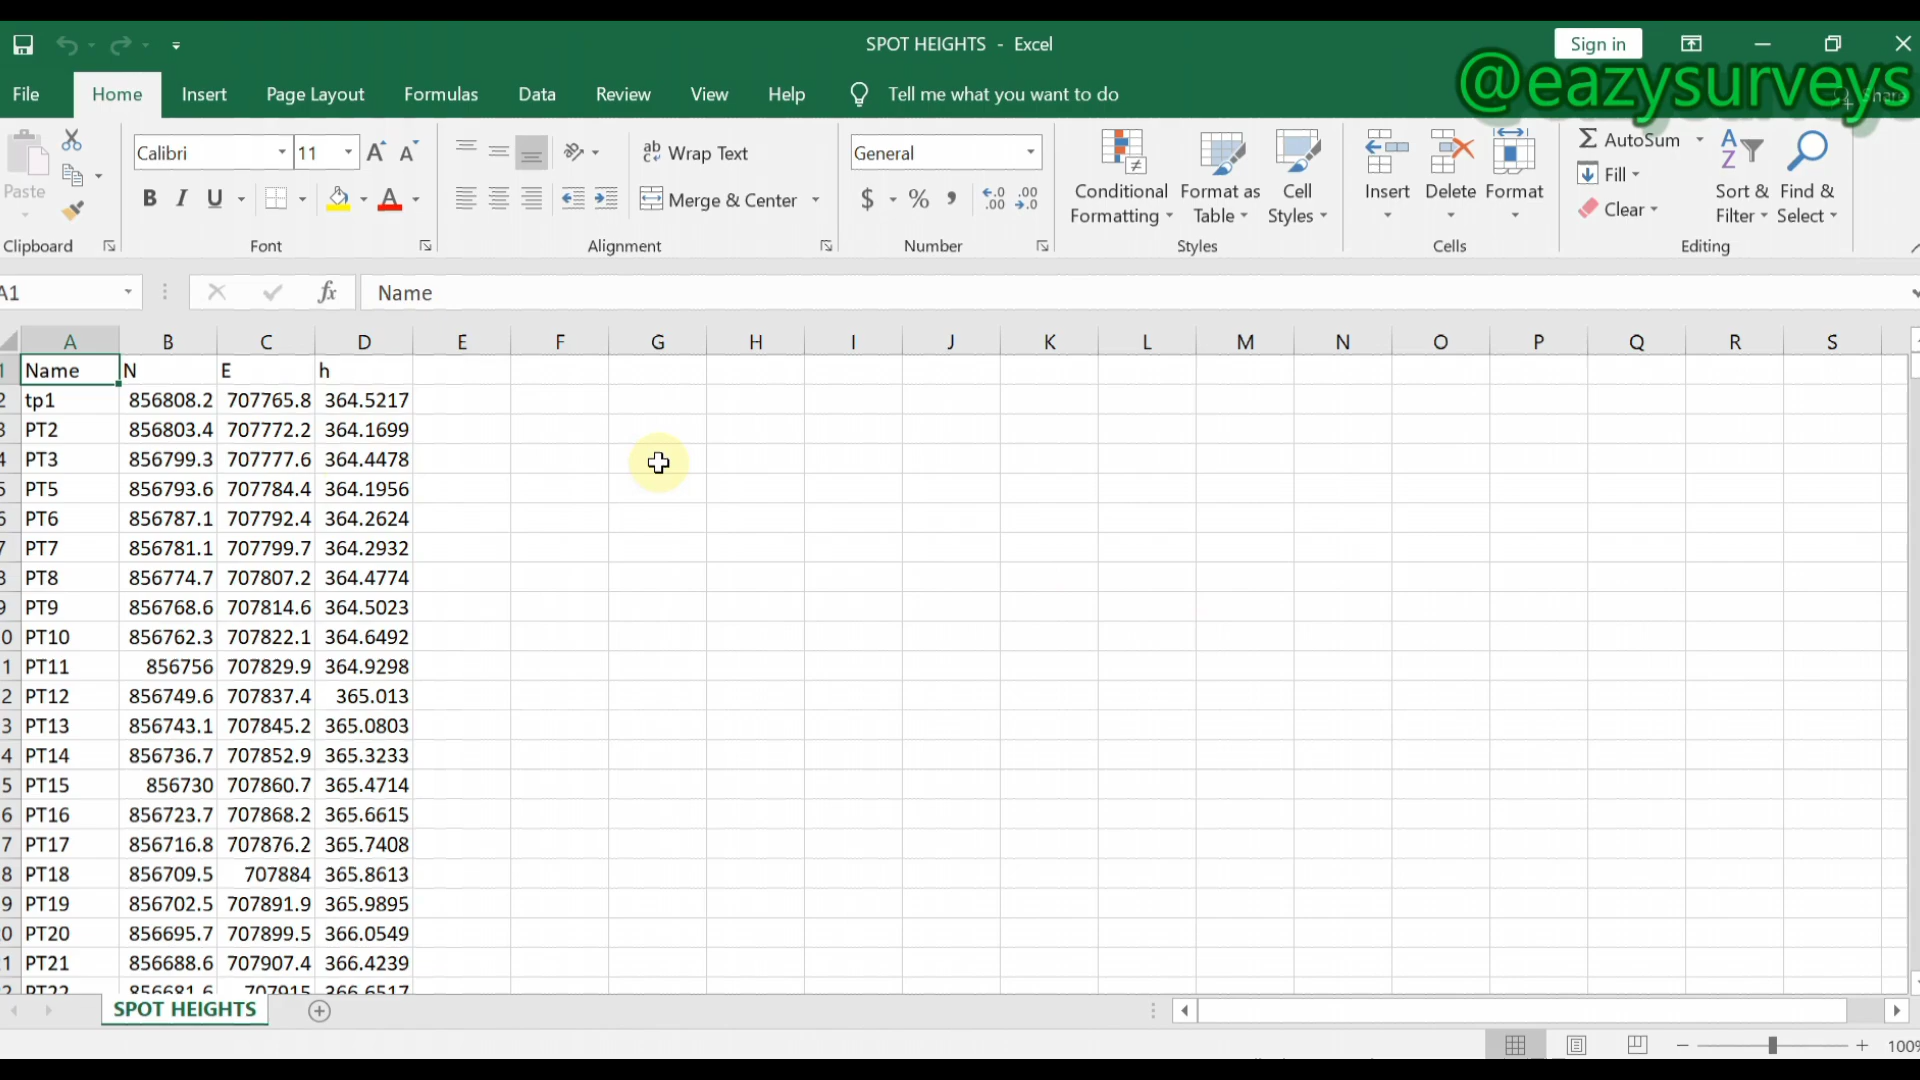 SPOT HEIGHTS - Excel
Sign in
@eazysurveys
File Home Insert Page Layout Formulas Data Review View Help Tell me what you want to do Share
Calibri 11 Wrap Text General AutoSum
Paste Conditional Format as Cell Insert Delete Format Fill Sort & Find &
B I U Merge & Center $ % Formatting Table Styles Clear Filter Select
Clipboard Font Alignment Number Styles Cells Editing
A1 fx Name
A B C D E F G H I J K L M N O P Q R S
Name N E h
tp1 856808.2 707765.8 364.5217
PT2 856803.4 707772.2 364.1699
PT3 856799.3 707777.6 364.4478
PT5 856793.6 707784.4 364.1956
PT6 856787.1 707792.4 364.2624
PT7 856781.1 707799.7 364.2932
PT8 856774.7 707807.2 364.4774
PT9 856768.6 707814.6 364.5023
PT10 856762.3 707822.1 364.6492
PT11 856756 707829.9 364.9298
PT12 856749.6 707837.4 365.013
PT13 856743.1 707845.2 365.0803
PT14 856736.7 707852.9 365.3233
PT15 856730 707860.7 365.4714
PT16 856723.7 707868.2 365.6615
PT17 856716.8 707876.2 365.7408
PT18 856709.5 707884 365.8613
PT19 856702.5 707891.9 365.9895
PT20 856695.7 707899.5 366.0549
PT21 856688.6 707907.4 366.4239
PT22 856681.6 707915 366.6517
SPOT HEIGHTS
100%